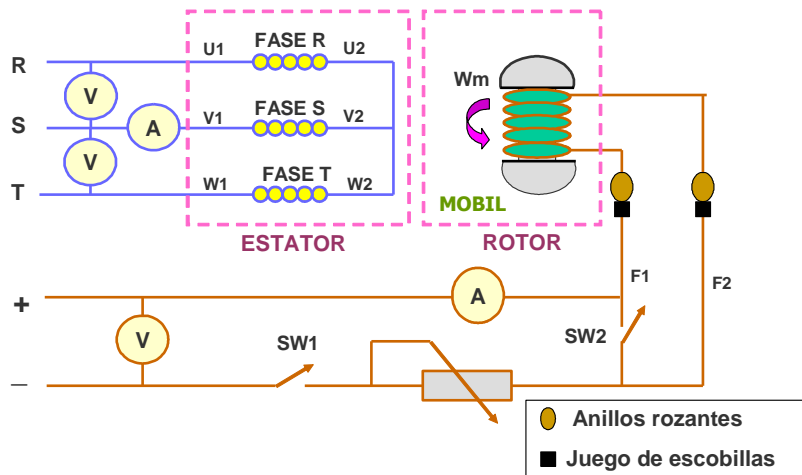 U1 FASE R U2
R
V
Wm
S
A
V1 FASE S V2
V
T
W1 FASE T W2
MOBIL
ESTATOR
ROTOR
F1
F2
+
A
V
SW1
SW2
_
Anillos rozantes
Juego de escobillas